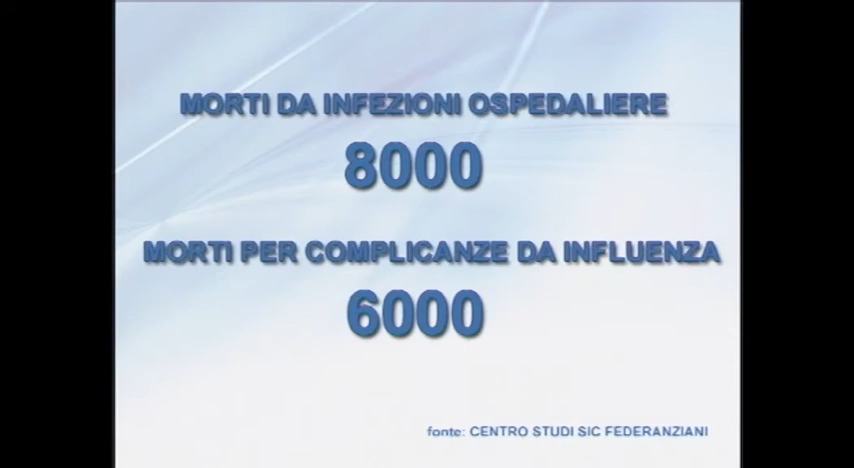 MORTI DA INFEZIONI OSPEDALIERE
8000
MORTI PER COMPLICANZE DA INFLUENZA
6000
fonte: CENTRO STUDI SIC FEDERANZIANI